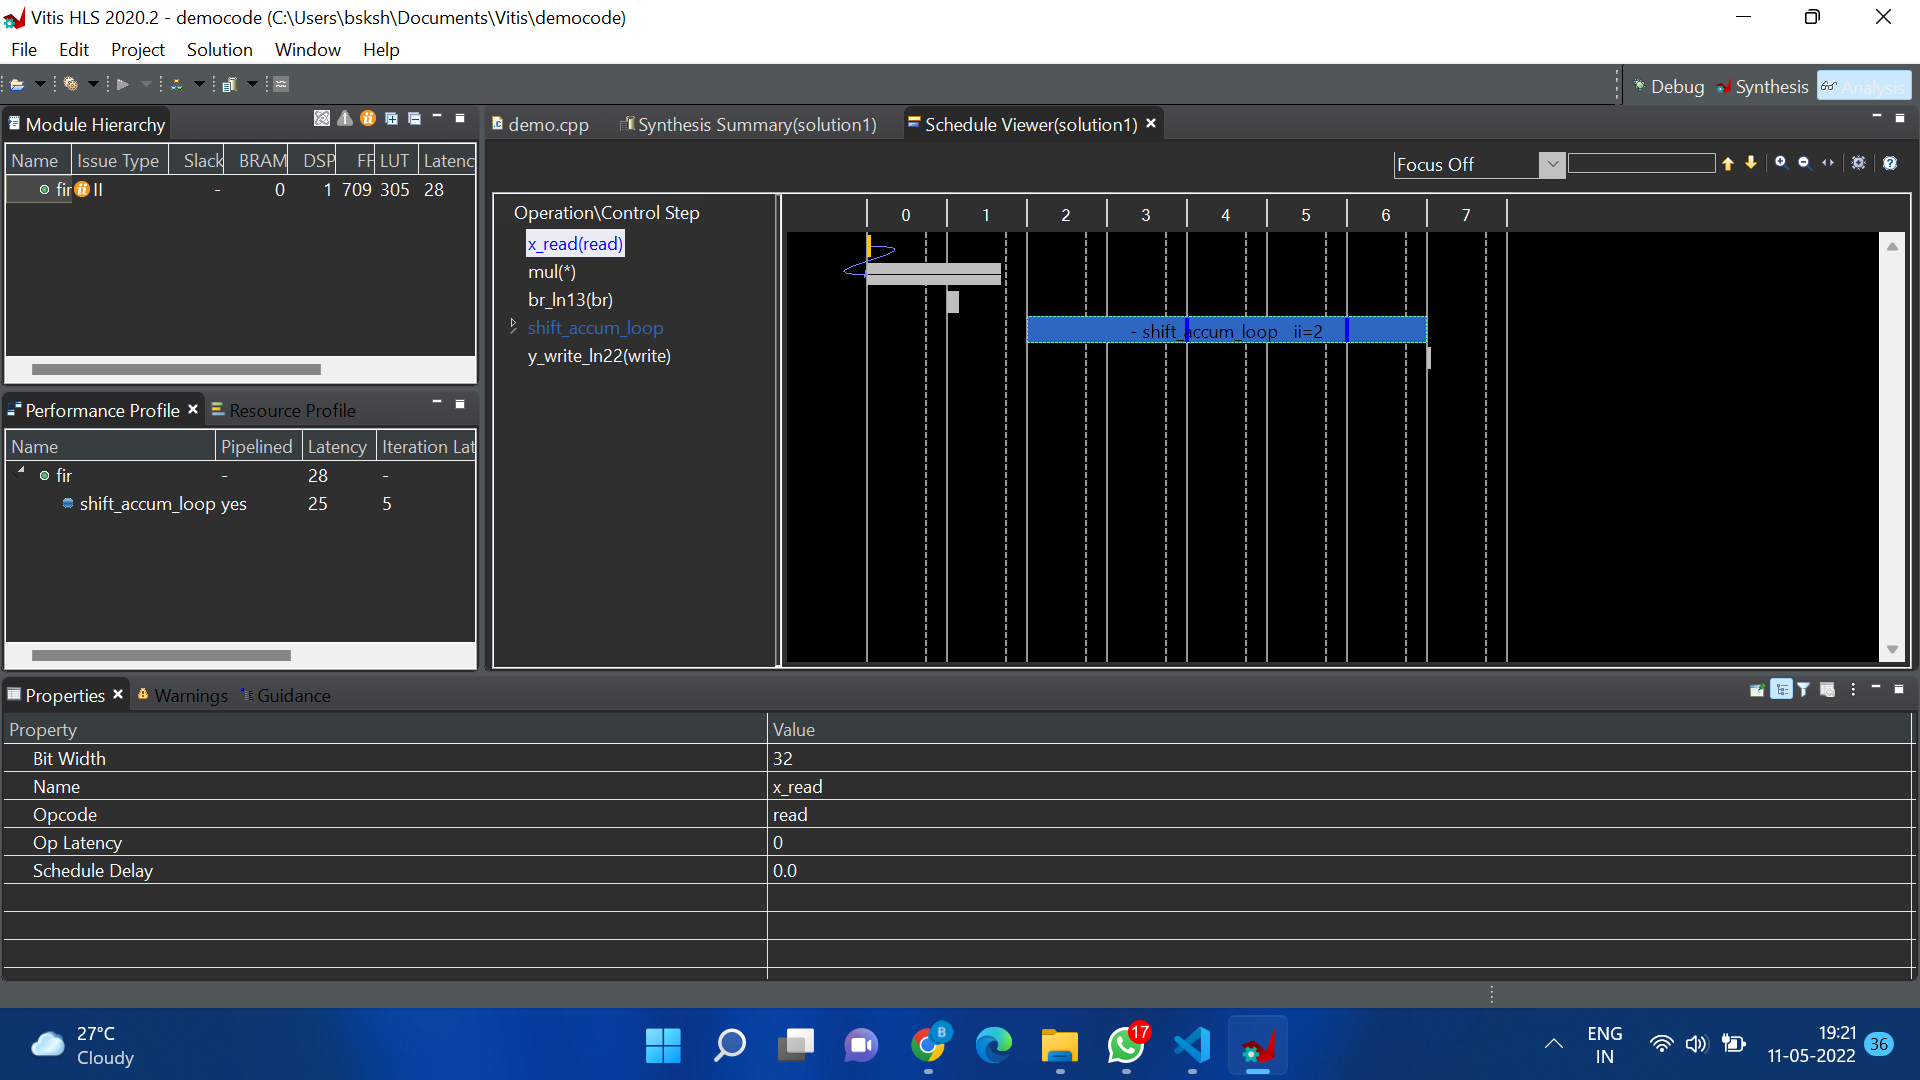 Vitis HLS 2020.2 - democode (C:\Users\bsksh\Documents\Vitis\democode)
File Edit Project Solution Window Help
Debug Synthesis Analysis
Module Hierarchy
Name Issue Type Slack BRAM DSP FF LUT Latenc
fir II - 0 1 709 305 28
Performance Profile Resource Profile
Name Pipelined Latency Iteration Lat
fir - 28 -
shift_accum_loop yes 25 5
demo.cpp Synthesis Summary(solution1) Schedule Viewer(solution1)
Focus Off
Operation\Control Step 0 1 2 3 4 5 6 7
x_read(read)
mul(*)
br_ln13(br)
shift_accum_loop
- shift_accum_loop ii=2
y_write_ln22(write)
Properties Warnings Guidance
Property Value
Bit Width 32
Name x_read
Opcode read
Op Latency 0
Schedule Delay 0.0
27°C
Cloudy
B
17
ENG
IN
19:21
11-05-2022
36